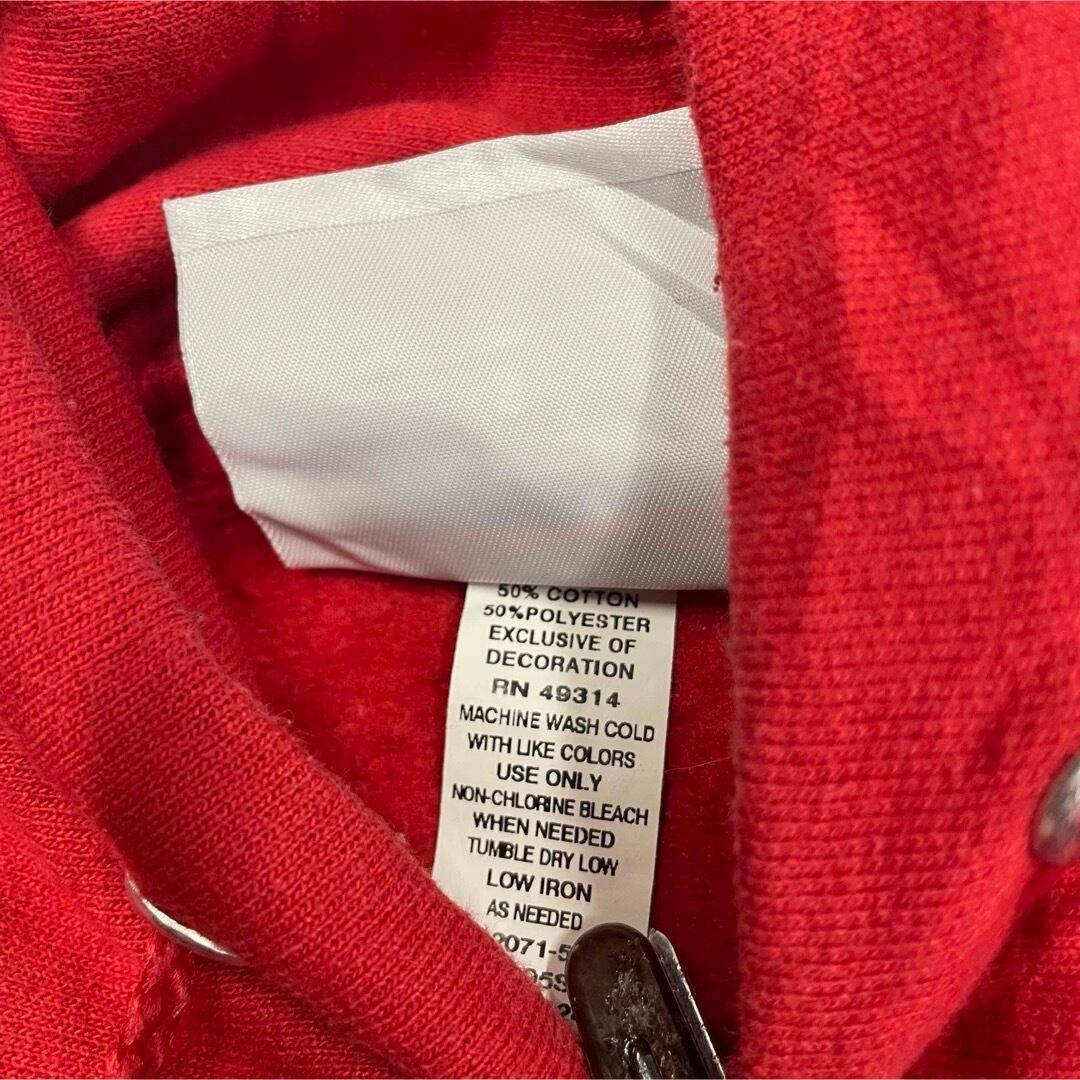 50% COTTON
50%POLYESTER
EXCLUSIVE OF
DECORATION
RN 49314
MACHINE WASH COLD
WITH LIKE COLORS
USE ONLY
NON-CHLORINE BLEACH
WHEN NEEDED
TUMBLE DRY LOW
LOW IRON
AS NEEDED